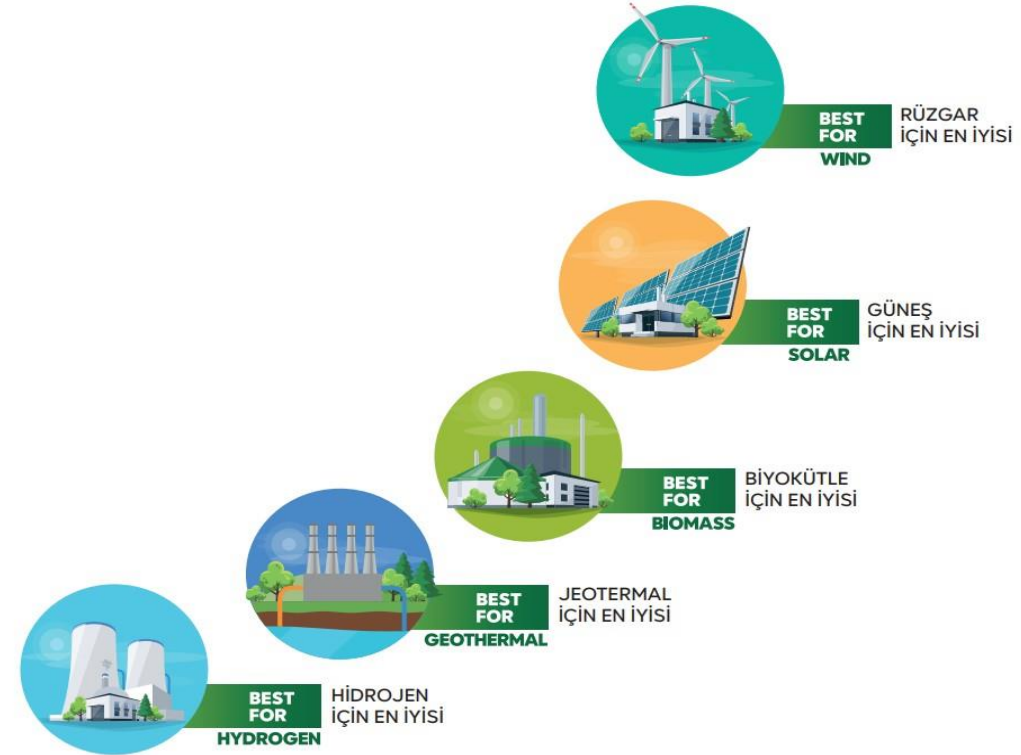 BEST
FOR
WIND
RÜZGAR
İÇİN EN İYİSİ
BEST
FOR
SOLAR
GÜNEŞ
İÇİN EN İYİSİ
BEST
FOR
BIOMASS
BİYOKÜTLE
İÇİN EN İYİSİ
BEST
FOR
GEOTHERMAL
JEOTERMAL
İÇİN EN İYİSİ
BEST
FOR
HYDROGEN
HİDROJEN
İÇİN EN İYİSİ